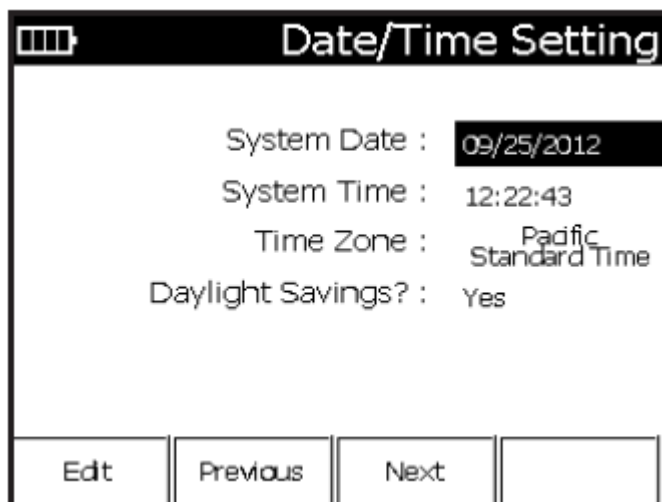 Date/Time Setting
System Date : 09/25/2012
System Time : 12:22:43
Time Zone : Pacific
Standard Time
Daylight Savings? : Yes
Edit Previous Next